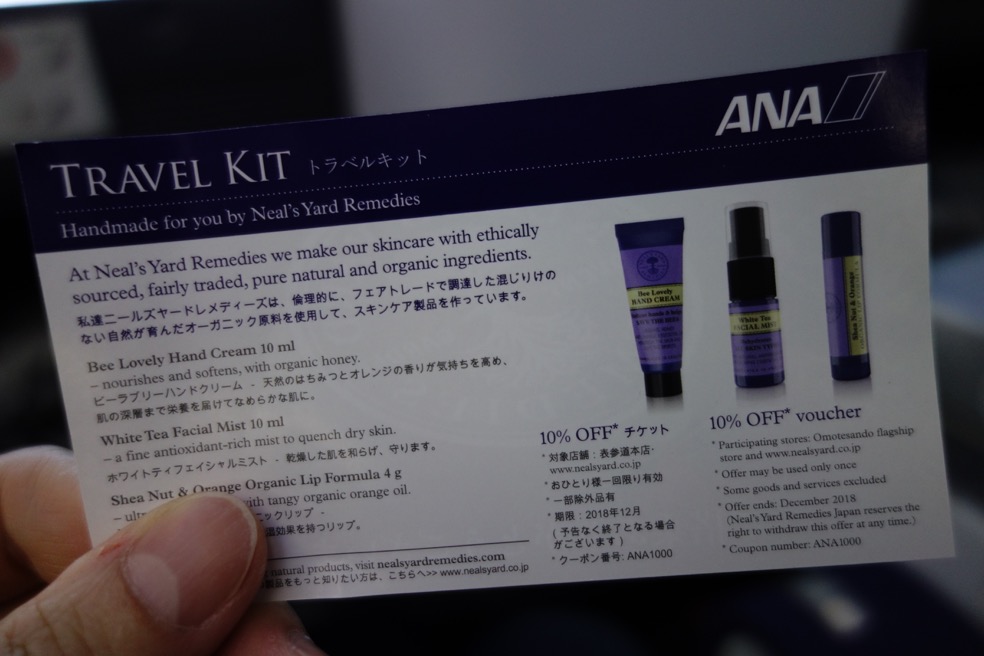 ANA
TRAVEL KIT トラベルキット
Handmade for you by Neal's Yard Remedies
At Neal's Yard Remedies we make our skincare with ethically
sourced, fairly traded, pure natural and organic ingredients.
私達ニールズヤードレメディーズは、倫理的に、フェアトレードで調達した混じりけの
ない自然が育んだオーガニック原料を使用して、スキンケア製品を作っています。
Bee Lovely Hand Cream 10 ml
– nourishes and softens, with organic honey.
ビーラブリーハンドクリーム - 天然のはちみつとオレンジの香りが気持ちを高め、
肌の深層まで栄養を届けてなめらかな肌に。
White Tea Facial Mist 10 ml
– a fine antioxidant-rich mist to quench dry skin.
ホワイトティフェイシャルミスト - 乾燥した肌を和らげ、守ります。
Shea Nut & Orange Organic Lip Formula 4 g
with tangy organic orange oil.
ニックリップ -
効果を持つリップ。
natural products, visit nealsyardremedies.com
をもっと知りたい方は、こちらへ>> www.nealsyard.co.jp
Bee Lovely
HAND CREAM
White Tea
FACIAL MIST
Shea Nut & Orange
10% OFF* チケット
* 対象店舗：表参道本店・
www.nealsyard.co.jp
* おひとり様一回限り有効
* 一部除外品有
* 期限：2018年12月
(予告なく終了となる場合
がございます)
* クーポン番号: ANA1000
10% OFF* voucher
* Participating stores: Omotesando flagship
store and www.nealsyard.co.jp
* Offer may be used only once
* Some goods and services excluded
* Offer ends: December 2018
(Neal's Yard Remedies Japan reserves the
right to withdraw this offer at any time.)
* Coupon number: ANA1000